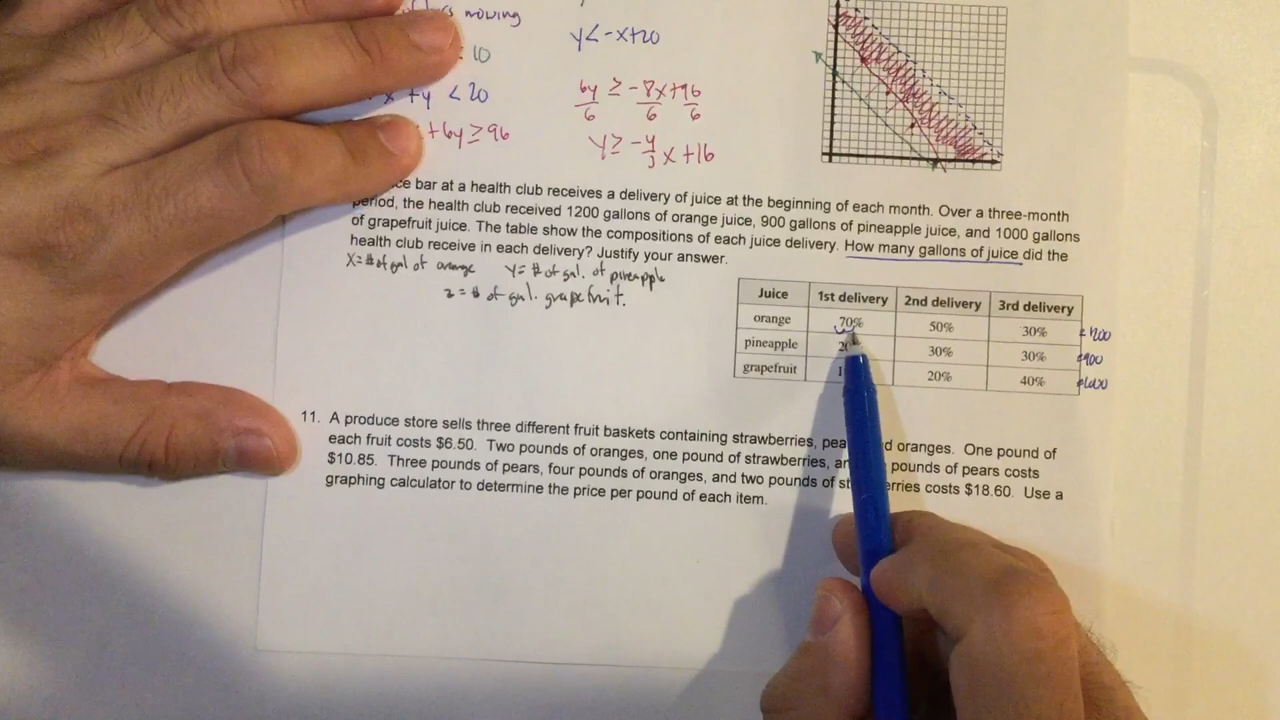 moving
y<-x+20
10
x+y <20
6y ≥ -8x+96
6 6 6
+6y≥96
y≥ -4/3 x +16
ce bar at a health club receives a delivery of juice at the beginning of each month. Over a three-month
period, the health club received 1200 gallons of orange juice, 900 gallons of pineapple juice, and 1000 gallons
of grapefruit juice. The table show the compositions of each juice delivery. How many gallons of juice did the
health club receive in each delivery? Justify your answer.
X=# of gal of orange y=# of gal. of pineapple
z=# of gal. grapefruit.
Juice 1st delivery 2nd delivery 3rd delivery
orange 70% 50% 30% =1200
pineapple 30% 30% =900
grapefruit 20% 40% =1000
11. A produce store sells three different fruit baskets containing strawberries, oranges. One pound of
each fruit costs $6.50. Two pounds of oranges, one pound of strawberries, pounds of pears costs
$10.85. Three pounds of pears, four pounds of oranges, and two pounds of costs $18.60. Use a
graphing calculator to determine the price per pound of each item.